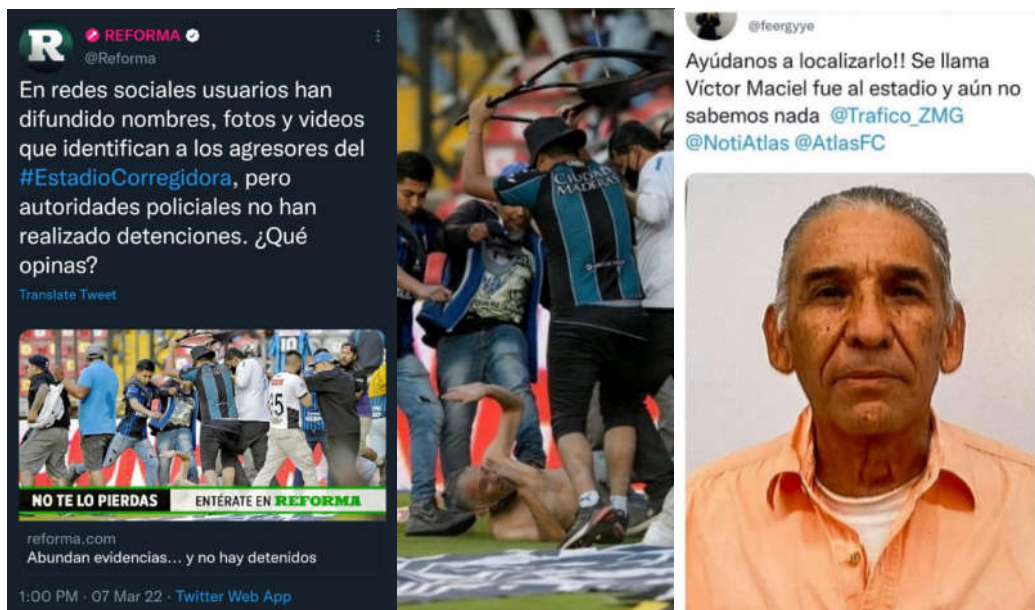 R
REFORMA
@Reforma
En redes sociales usuarios han
difundido nombres, fotos y videos
que identifican a los agresores del
#EstadioCorregidora, pero
autoridades policiales no han
realizado detenciones. ¿Qué
opinas?
Translate Tweet
15
NO TE LO PIERDAS ENTÉRATE EN REFORMA
reforma.com
Abundan evidencias... y no hay detenidos
1:00 PM · 07 Mar 22 · Twitter Web App
CIUDAD
MADERAS
@feergyye
Ayúdanos a localizarlo!! Se llama
Víctor Maciel fue al estadio y aún no
sabemos nada @Trafico_ZMG
@NotiAtlas @AtlasFC